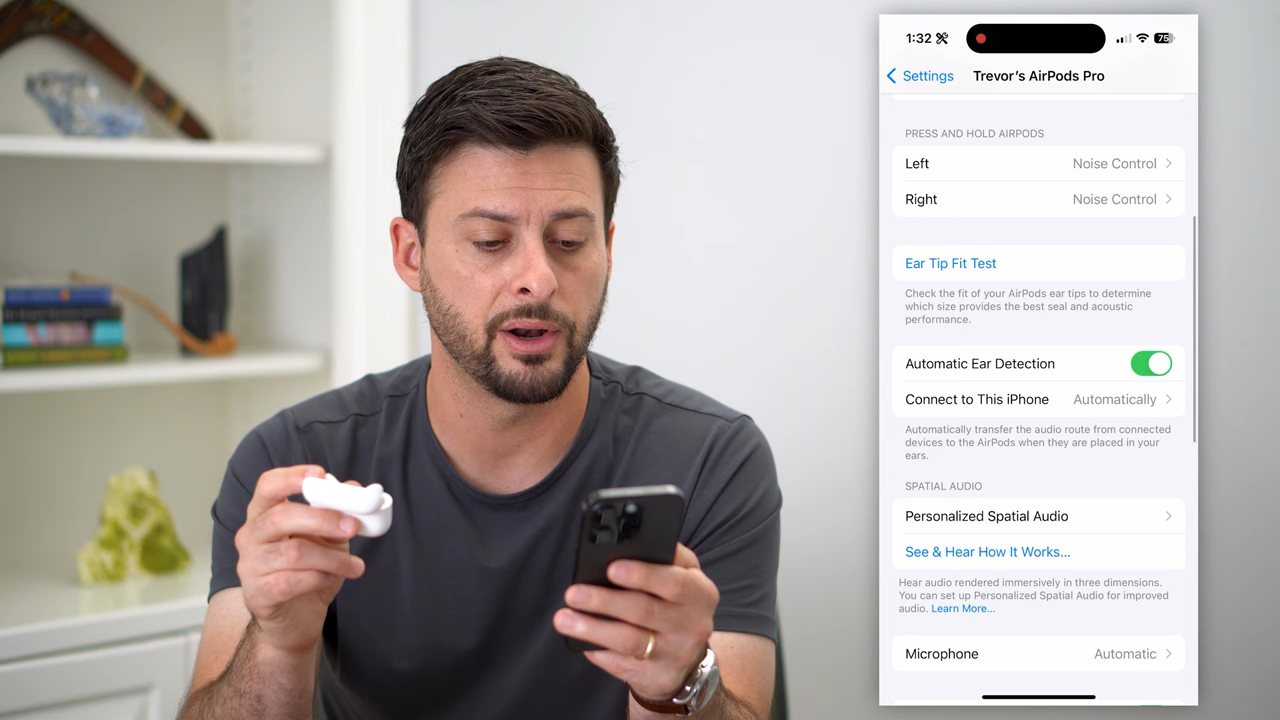 1:32
75
Settings
Trevor's AirPods Pro
PRESS AND HOLD AIRPODS
Left Noise Control
Right Noise Control
Ear Tip Fit Test
Check the fit of your AirPods ear tips to determine
which size provides the best seal and acoustic
performance.
Automatic Ear Detection
Connect to This iPhone Automatically
Automatically transfer the audio route from connected
devices to the AirPods when they are placed in your
ears.
SPATIAL AUDIO
Personalized Spatial Audio
See & Hear How It Works...
Hear audio rendered immersively in three dimensions.
You can set up Personalized Spatial Audio for improved
audio. Learn More...
Microphone Automatic